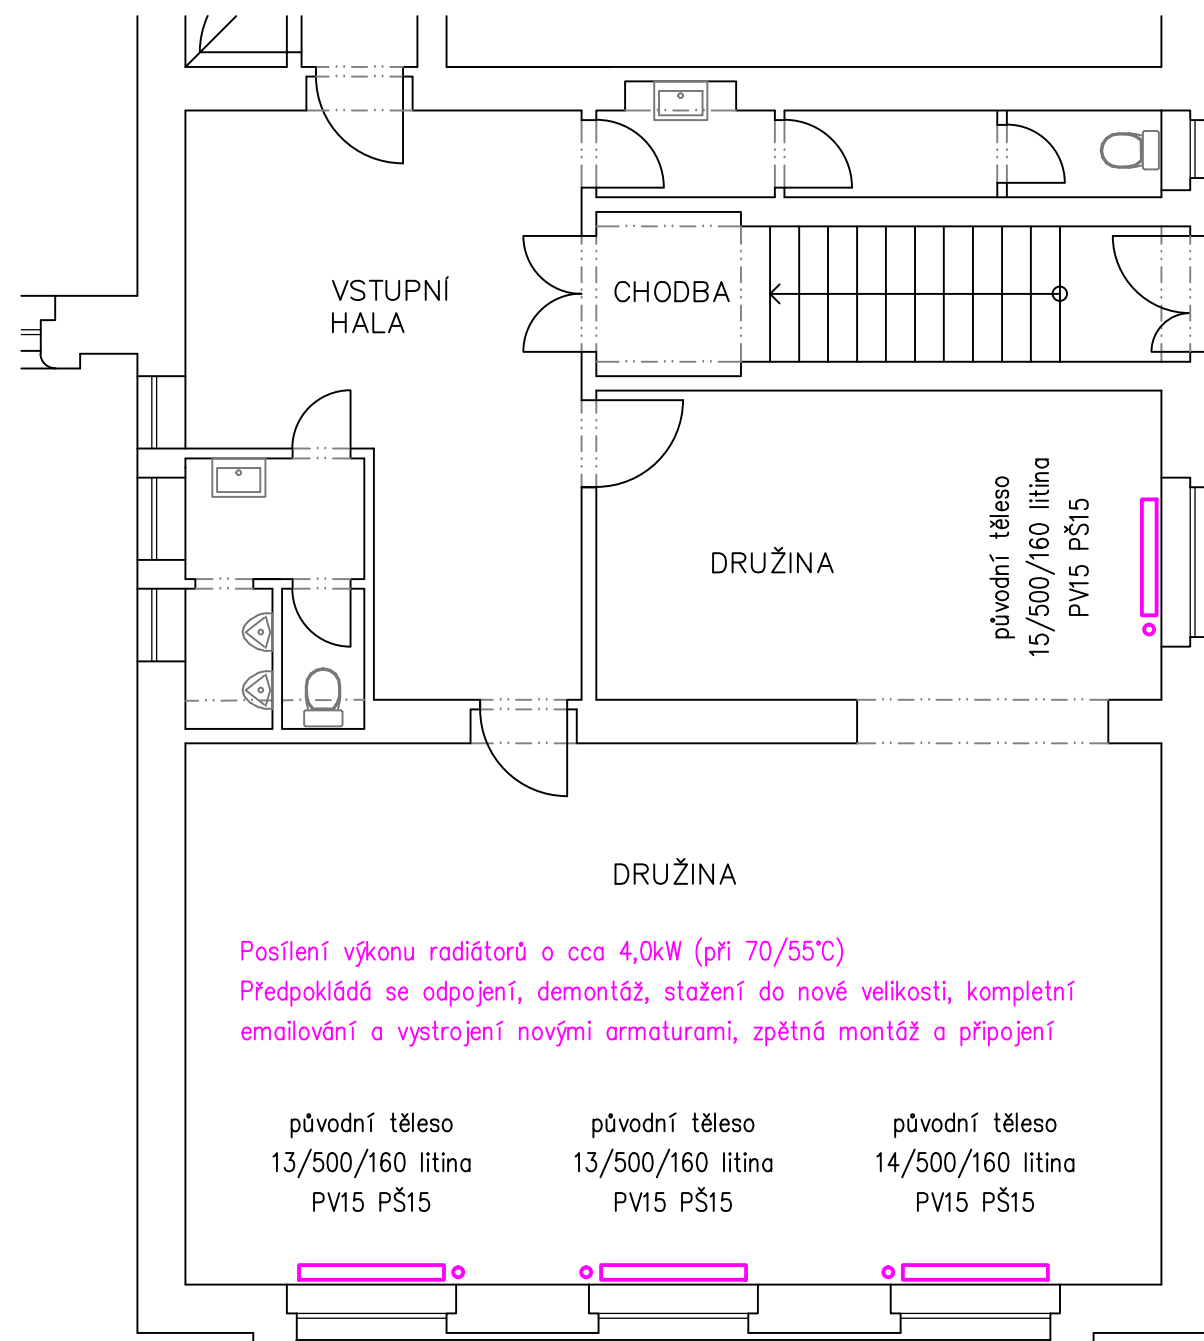 VSTUPNÍ
HALA
CHODBA
DRUŽINA
původní těleso
15/500/160 litina
PV15 PŠ15
DRUŽINA
Posílení výkonu radiátorů o cca 4,0kW (při 70/55°C)
Předpokládá se odpojení, demontáž, stažení do nové velikosti, kompletní
emailování a vystrojení novými armaturami, zpětná montáž a připojení
původní těleso
13/500/160 litina
PV15 PŠ15
původní těleso
13/500/160 litina
PV15 PŠ15
původní těleso
14/500/160 litina
PV15 PŠ15